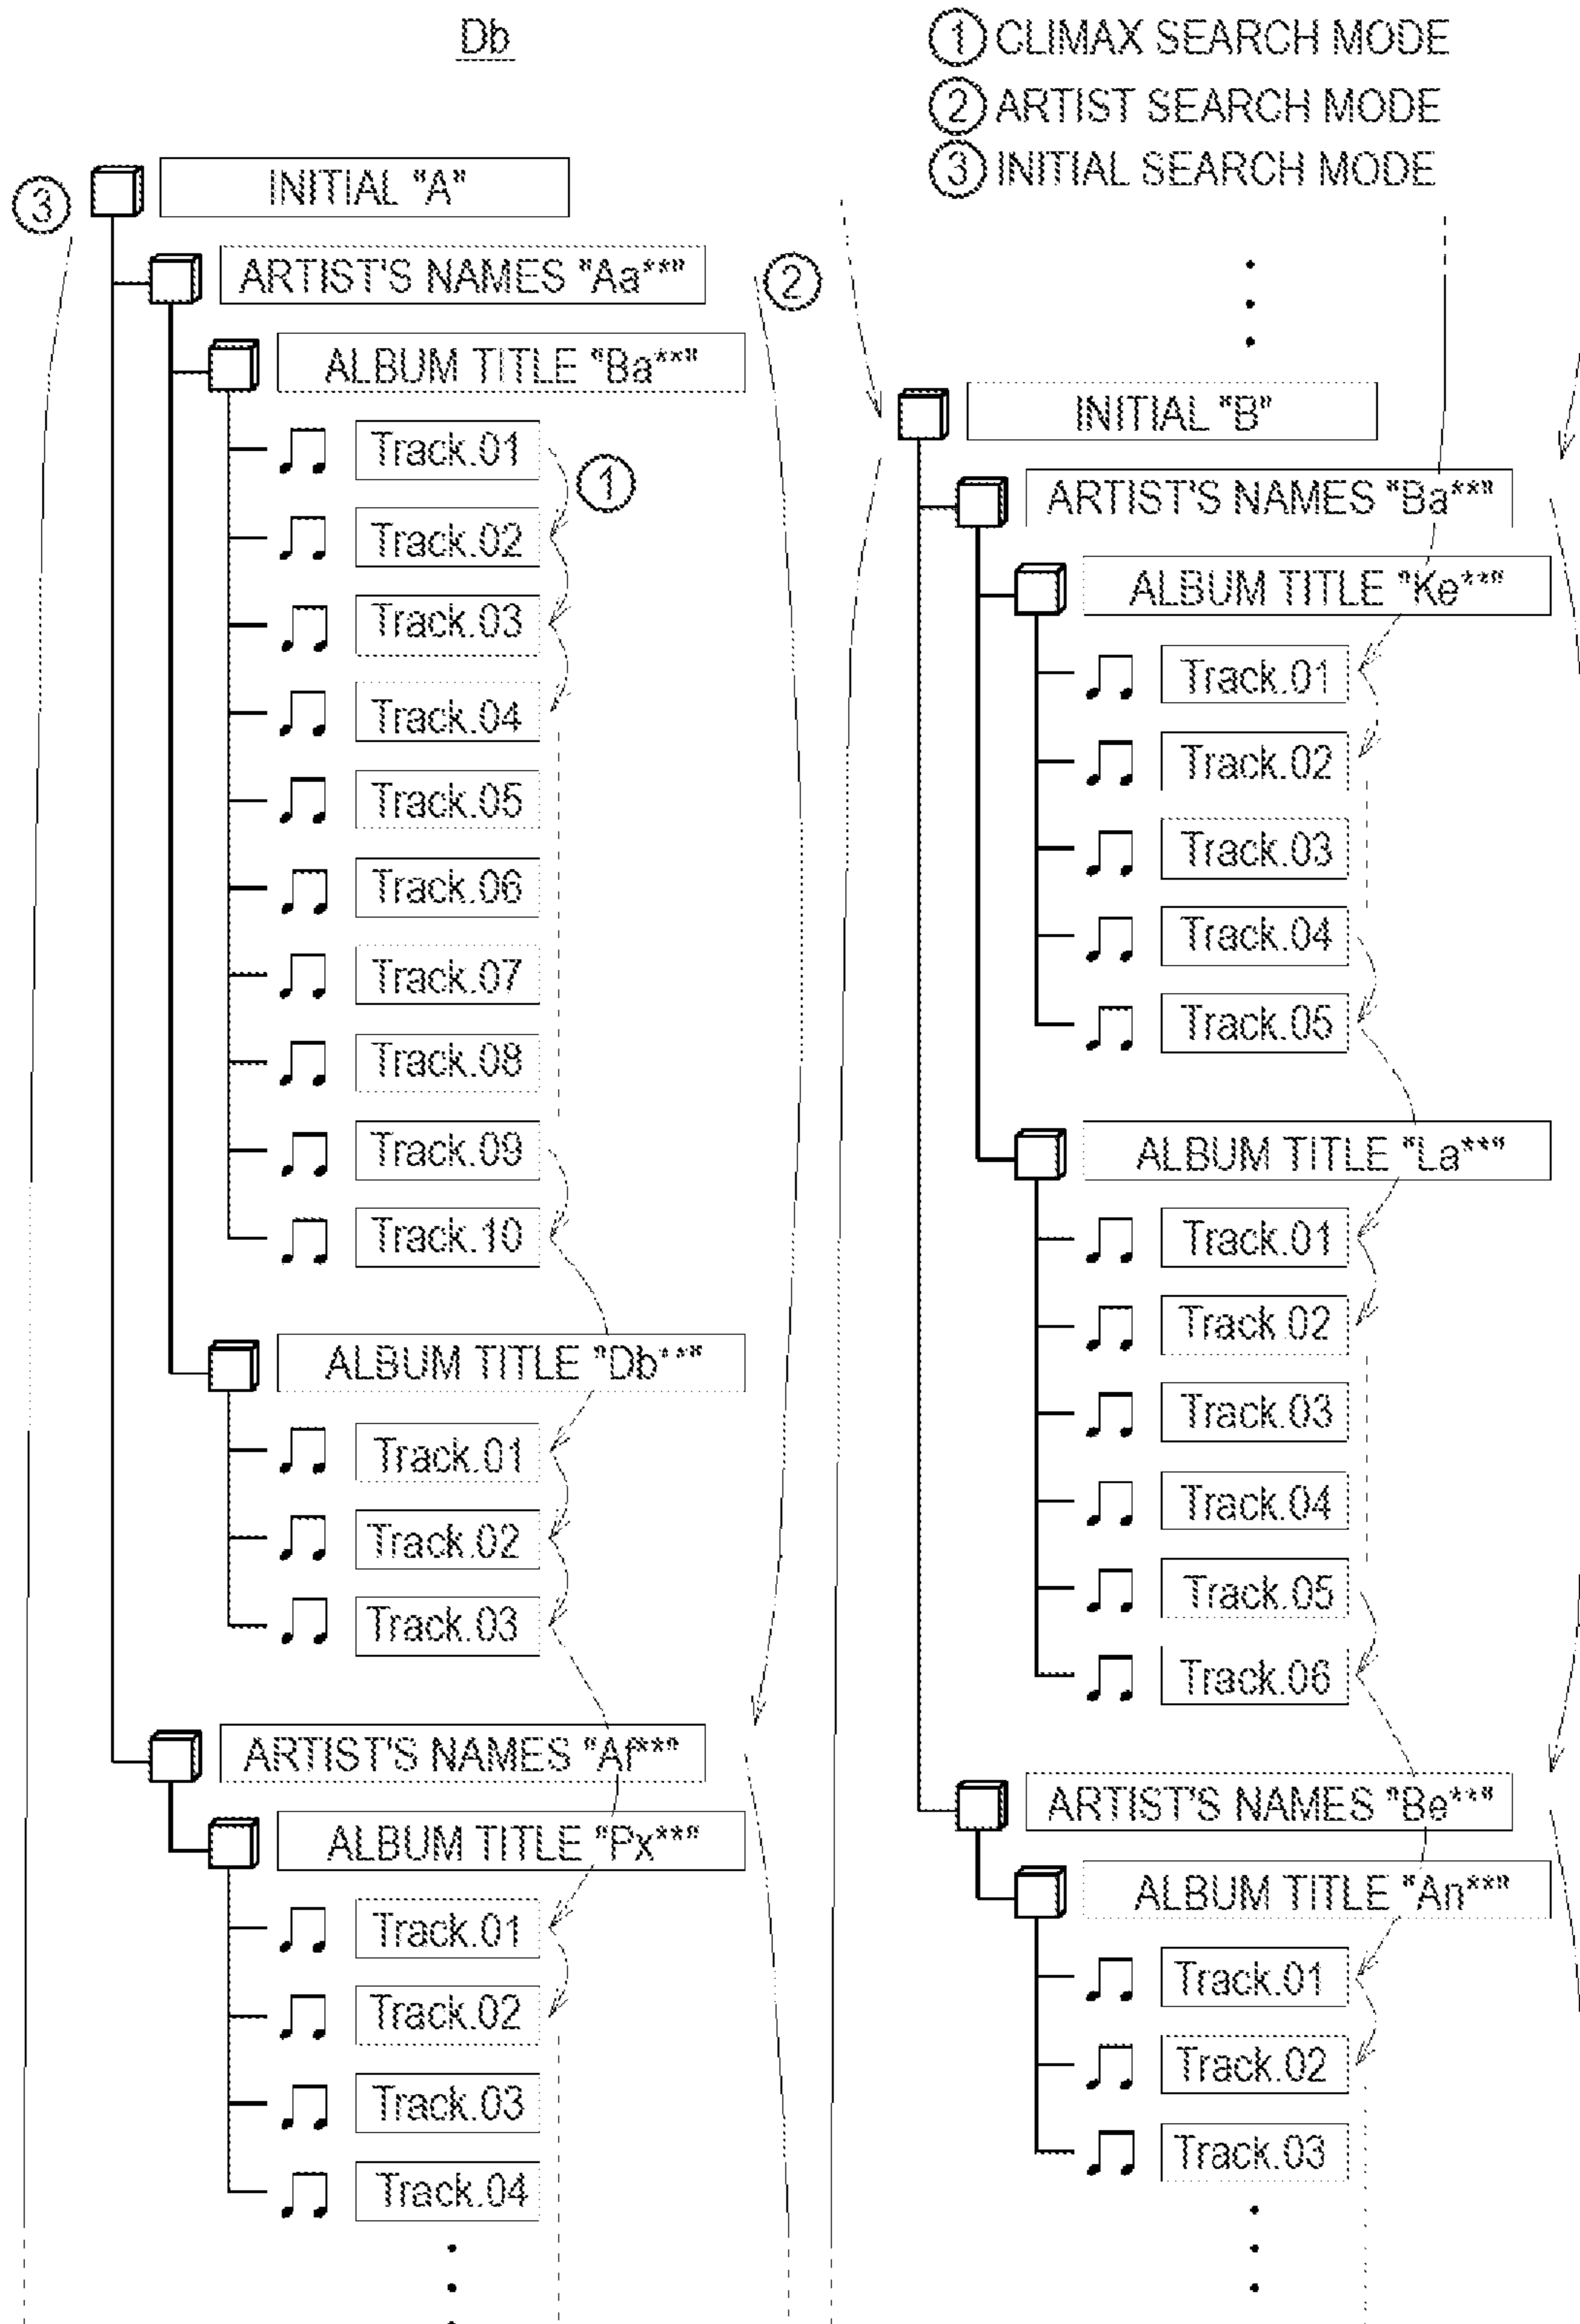 Db
① CLIMAX SEARCH MODE
② ARTIST SEARCH MODE
③ INITIAL SEARCH MODE
③
INITIAL "A"
ARTIST'S NAMES "Aa**"
②
ALBUM TITLE "Ba**"
Track.01
①
Track.02
Track.03
Track.04
Track.05
Track.06
Track.07
Track.08
Track.09
Track.10
ALBUM TITLE "Db**"
Track.01
Track.02
Track.03
ARTIST'S NAMES "Af**"
ALBUM TITLE "Px**"
Track.01
Track.02
Track.03
Track.04
INITIAL "B"
ARTIST'S NAMES "Ba**"
ALBUM TITLE "Ke**"
Track.01
Track.02
Track.03
Track.04
Track.05
ALBUM TITLE "La**"
Track.01
Track.02
Track.03
Track.04
Track.05
Track.06
ARTIST'S NAMES "Be**"
ALBUM TITLE "An**"
Track.01
Track.02
Track.03